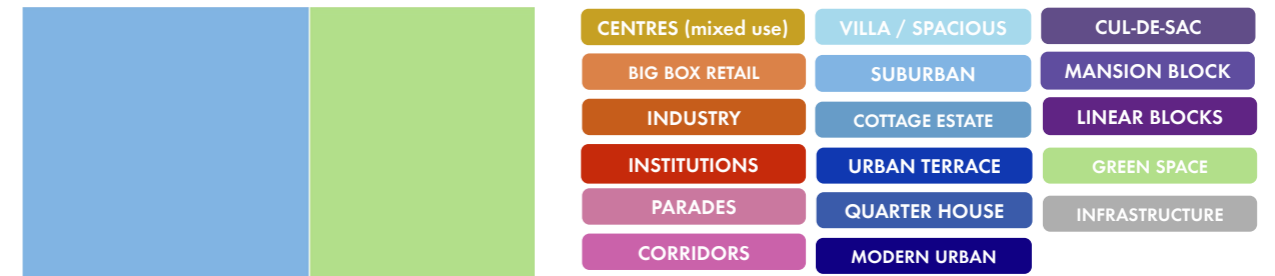 CENTRES (mixed use)
BIG BOX RETAIL
INDUSTRY
INSTITUTIONS
PARADES
CORRIDORS
VILLA / SPACIOUS
SUBURBAN
COTTAGE ESTATE
URBAN TERRACE
QUARTER HOUSE
MODERN URBAN
CUL-DE-SAC
MANSION BLOCK
LINEAR BLOCKS
GREEN SPACE
INFRASTRUCTURE